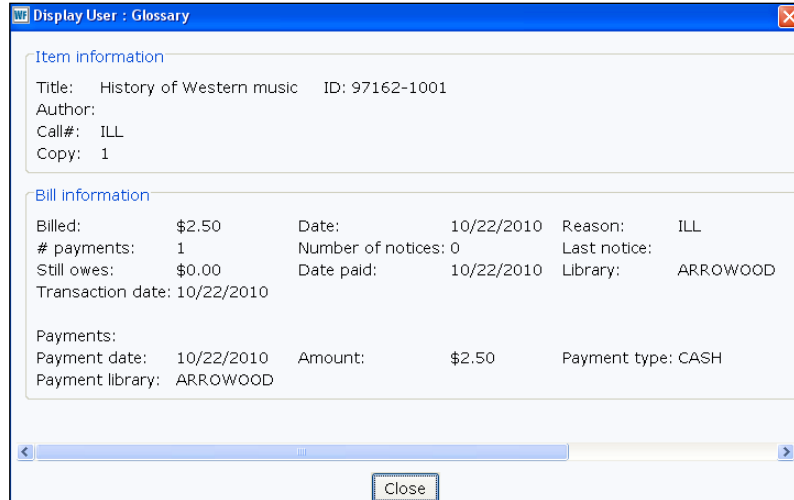 WF Display User : Glossary
Item information
Title: History of Western music ID: 97162-1001
Author:
Call#: ILL
Copy: 1
Bill information
Billed: $2.50 Date: 10/22/2010 Reason: ILL
# payments: 1 Number of notices: 0 Last notice:
Still owes: $0.00 Date paid: 10/22/2010 Library: ARROWOOD
Transaction date: 10/22/2010
Payments:
Payment date: 10/22/2010 Amount: $2.50 Payment type: CASH
Payment library: ARROWOOD
Close